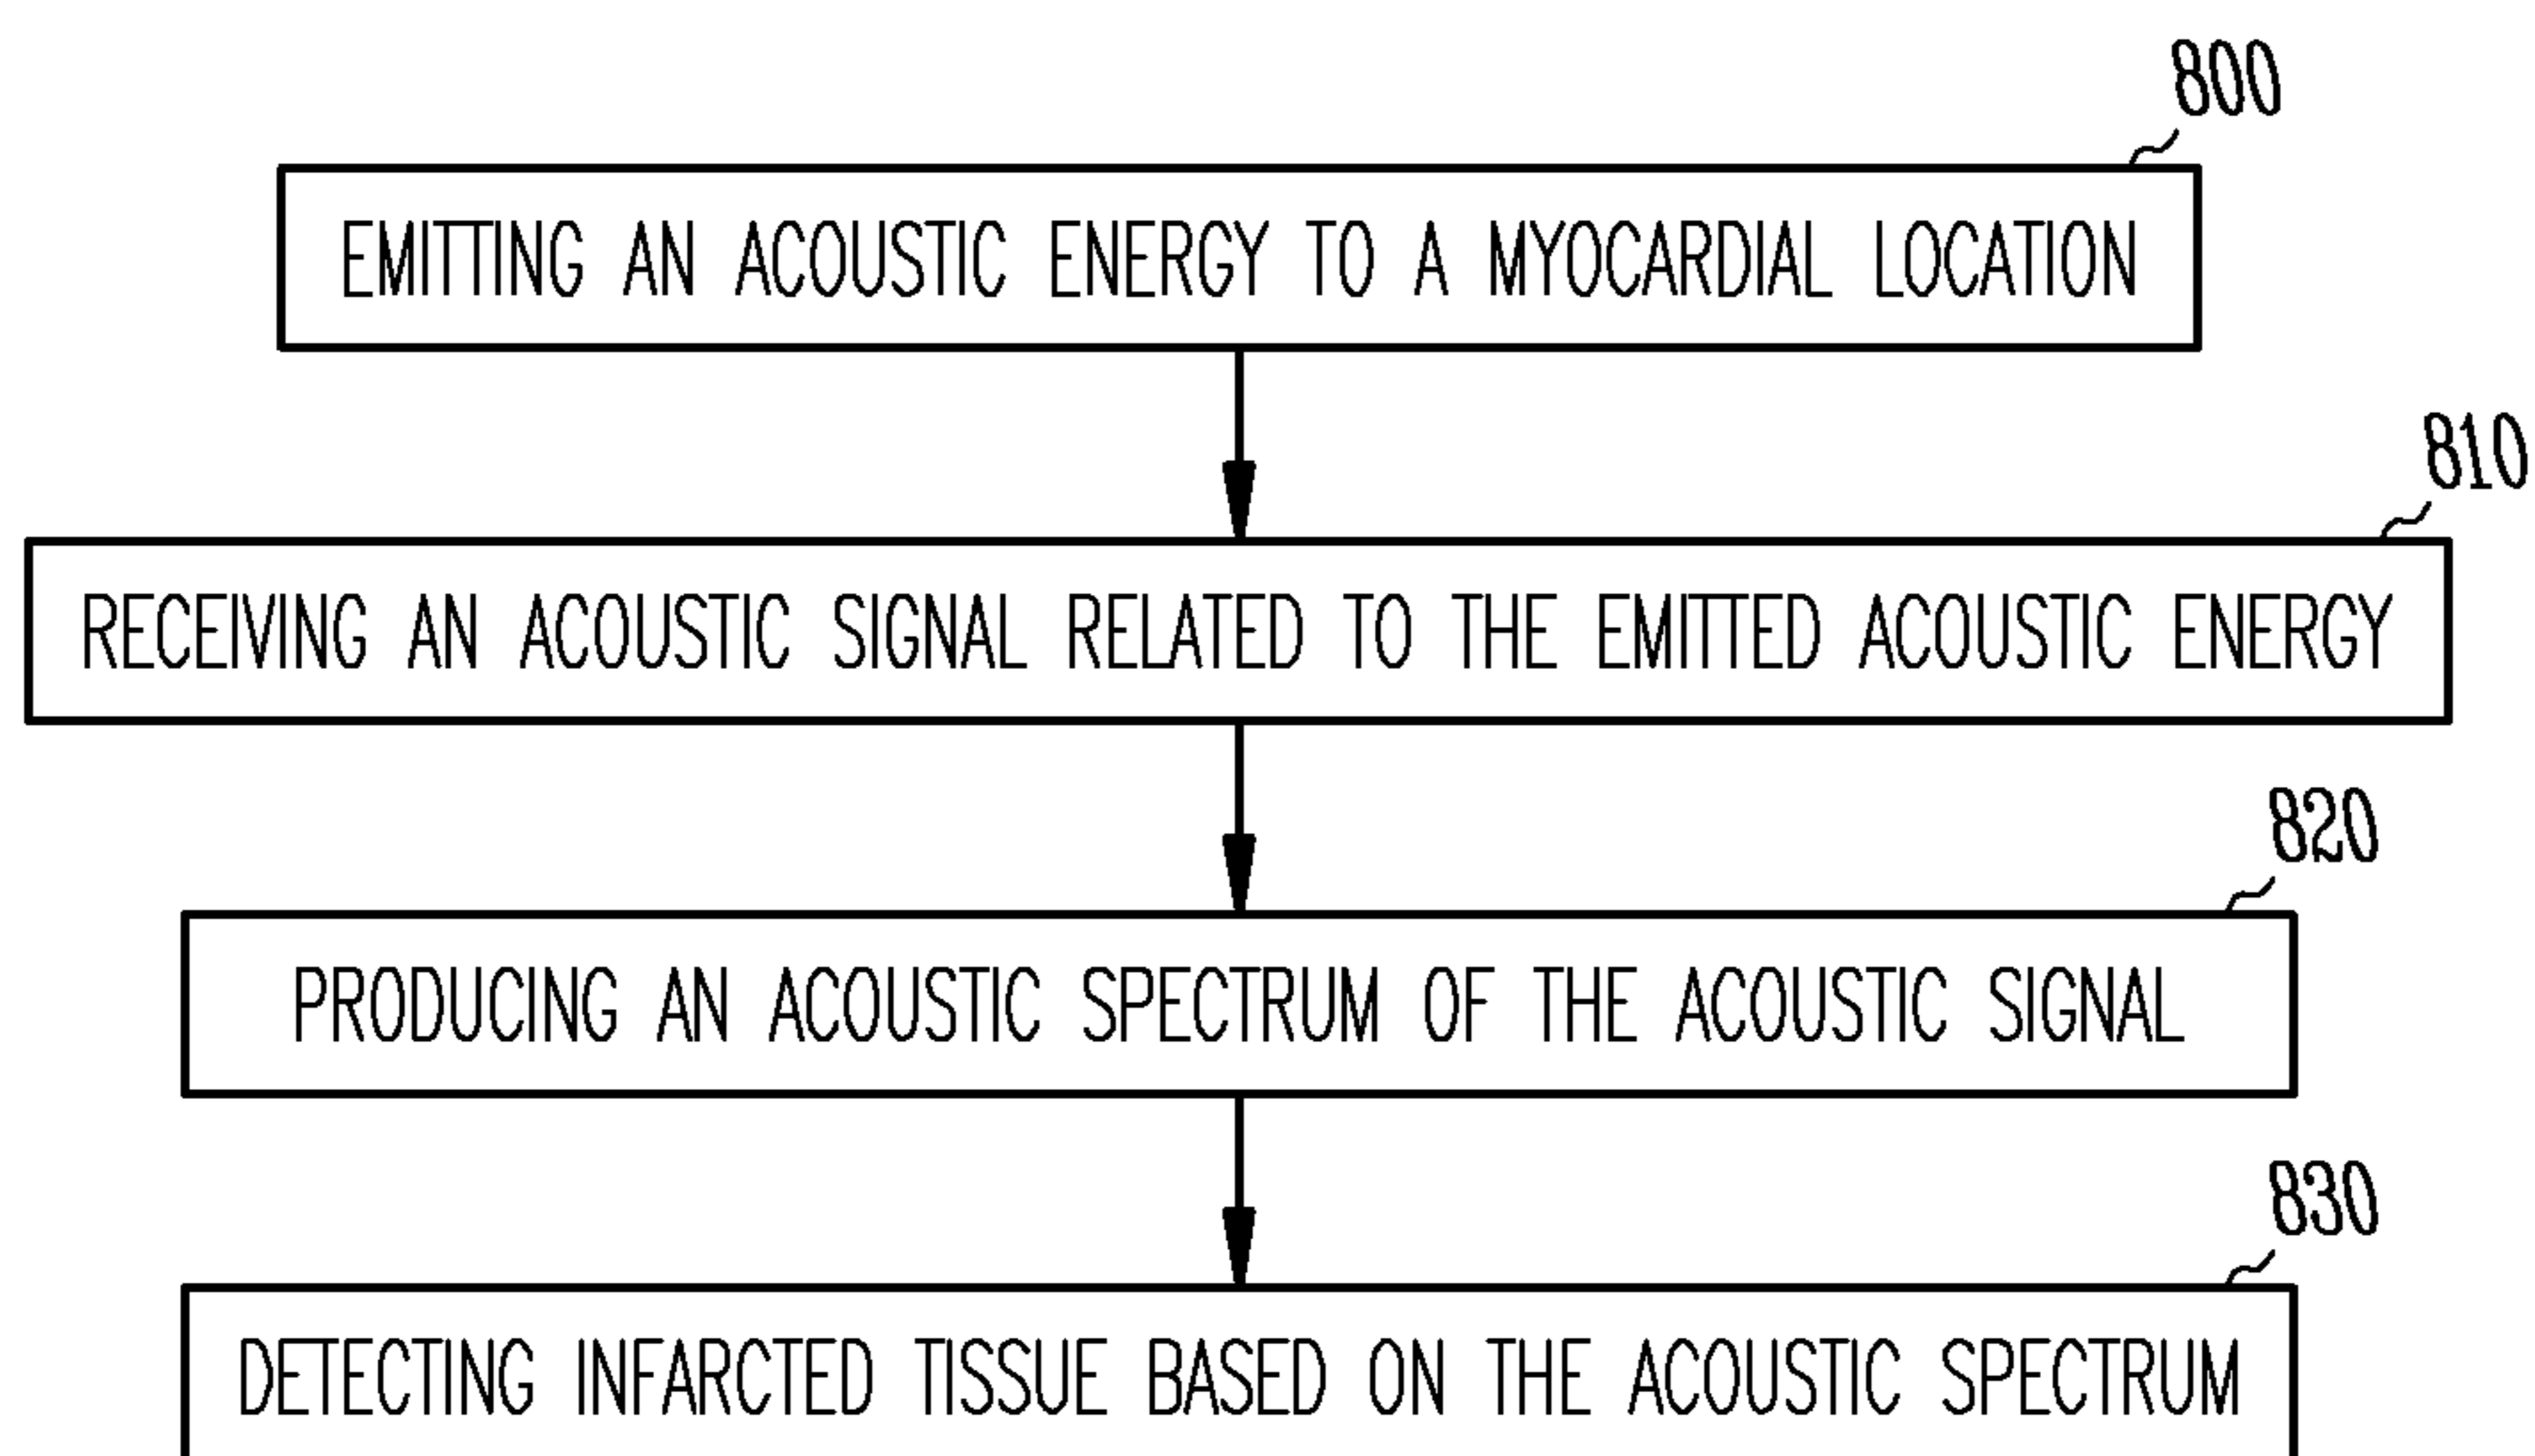 800
EMITTING AN ACOUSTIC ENERGY TO A MYOCARDIAL LOCATION
810
RECEIVING AN ACOUSTIC SIGNAL RELATED TO THE EMITTED ACOUSTIC ENERGY
820
PRODUCING AN ACOUSTIC SPECTRUM OF THE ACOUSTIC SIGNAL
830
DETECTING INFARCTED TISSUE BASED ON THE ACOUSTIC SPECTRUM